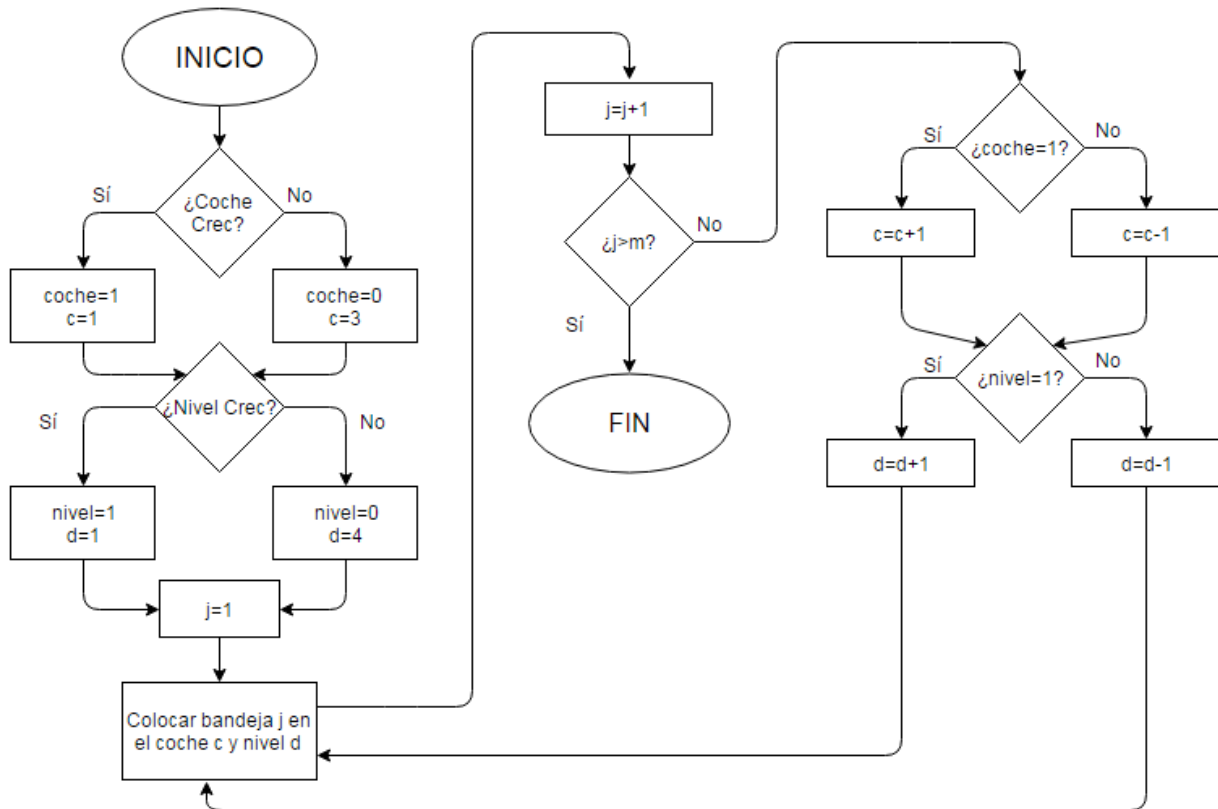 INICIO
¿Coche
Crec?
Sí
No
coche=1
c=1
coche=0
c=3
¿Nivel Crec?
Sí
No
nivel=1
d=1
nivel=0
d=4
j=1
Colocar bandeja j en
el coche c y nivel d
j=j+1
¿j>m?
No
Sí
FIN
¿coche=1?
Sí
No
c=c+1
c=c-1
¿nivel=1?
Sí
No
d=d+1
d=d-1